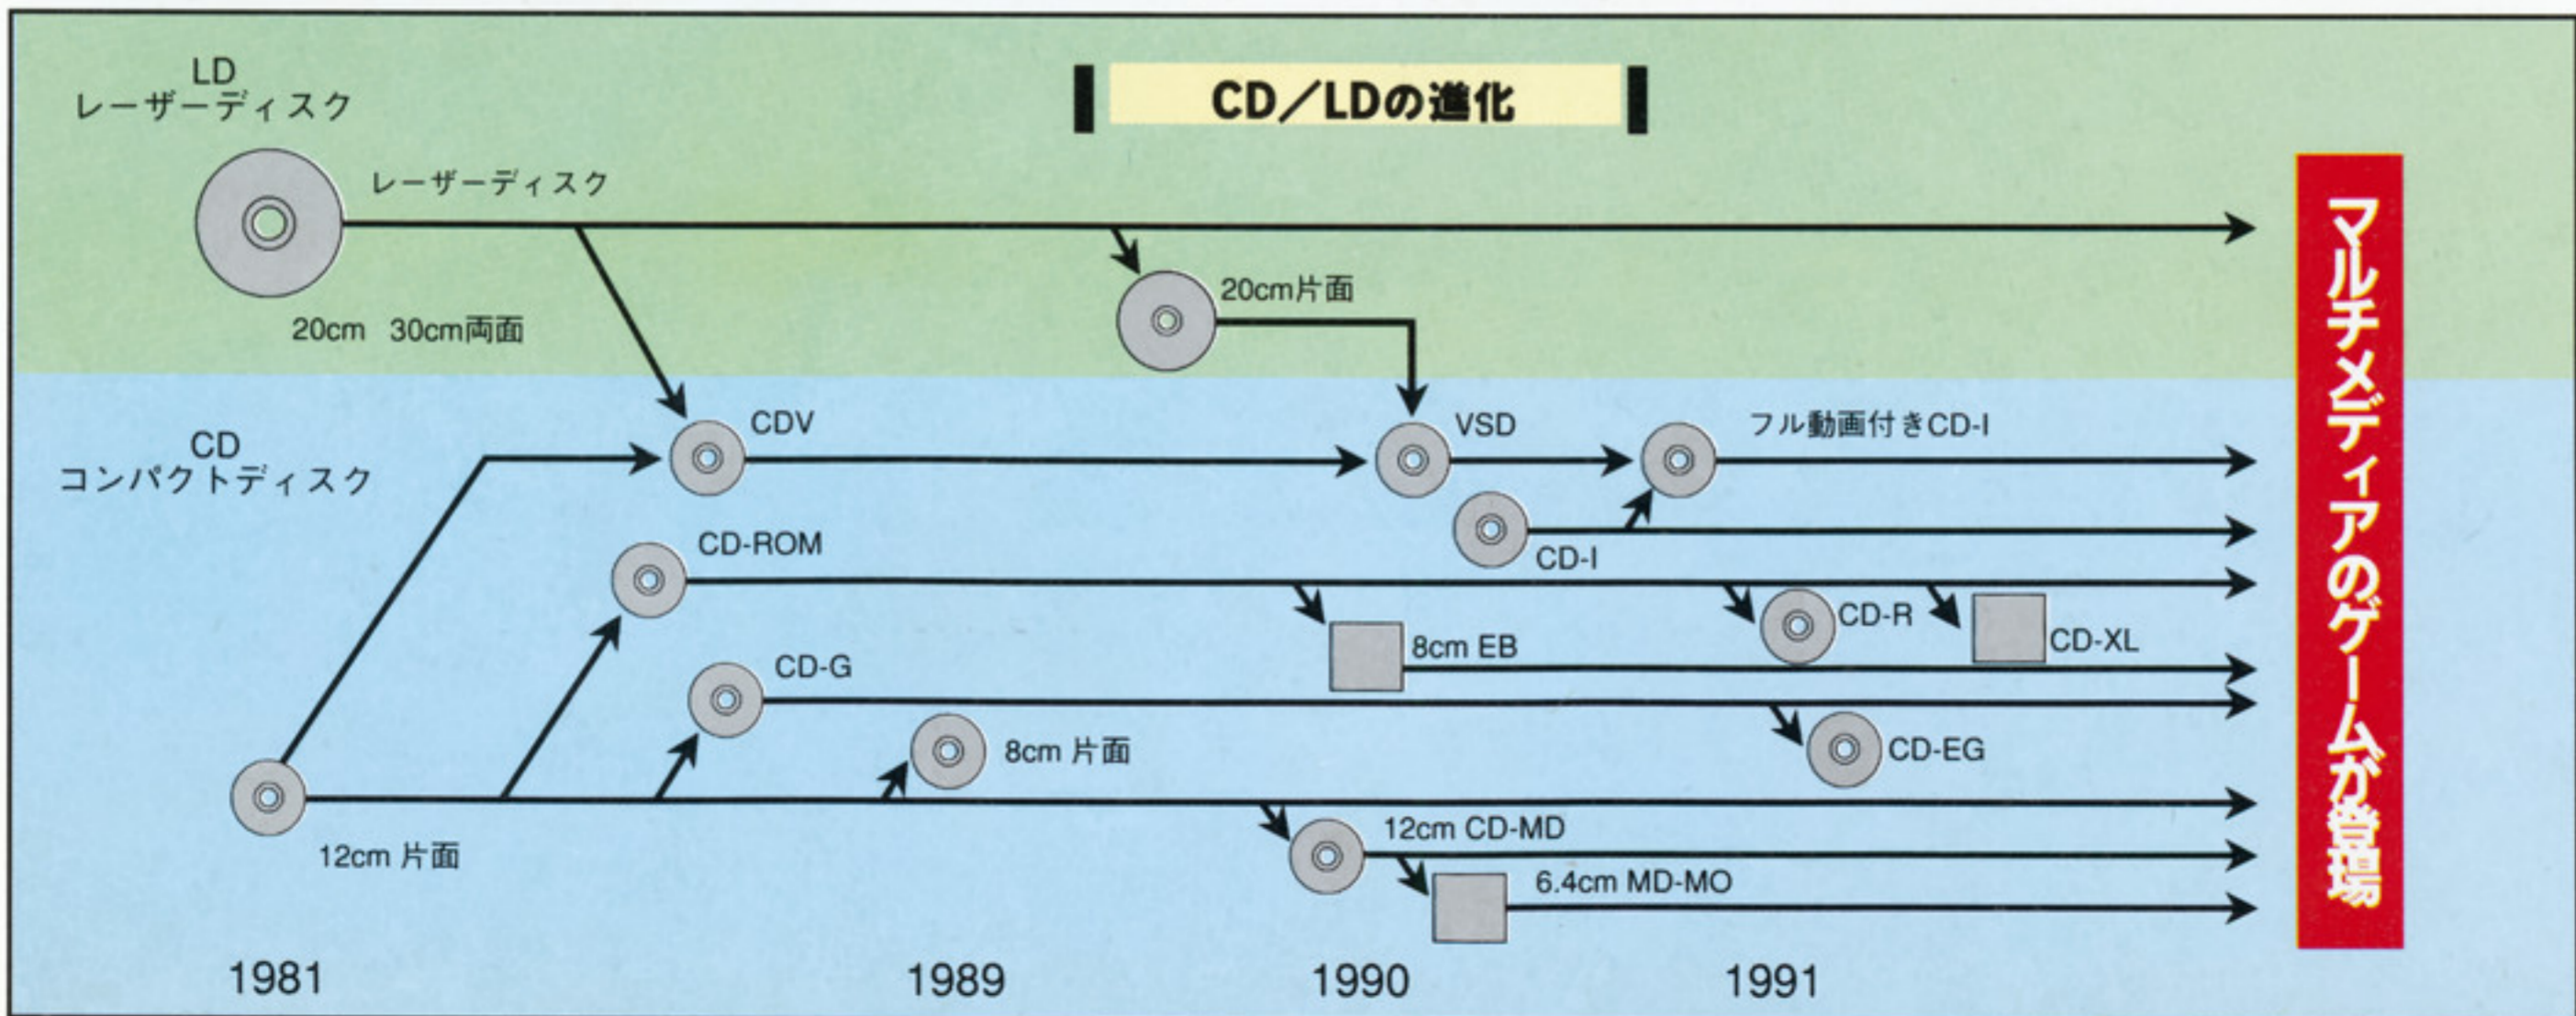 CD／LDの進化
LD
レーザーディスク
レーザーディスク
20cm 30cm両面
20cm片面
CD
コンパクトディスク
CDV
VSD
フル動画付きCD-I
CD-I
CD-ROM
8cm EB
CD-R
CD-XL
CD-G
8cm 片面
CD-EG
12cm 片面
12cm CD-MD
6.4cm MD-MO
1981
1989
1990
1991
マルチメディアのゲームが登場